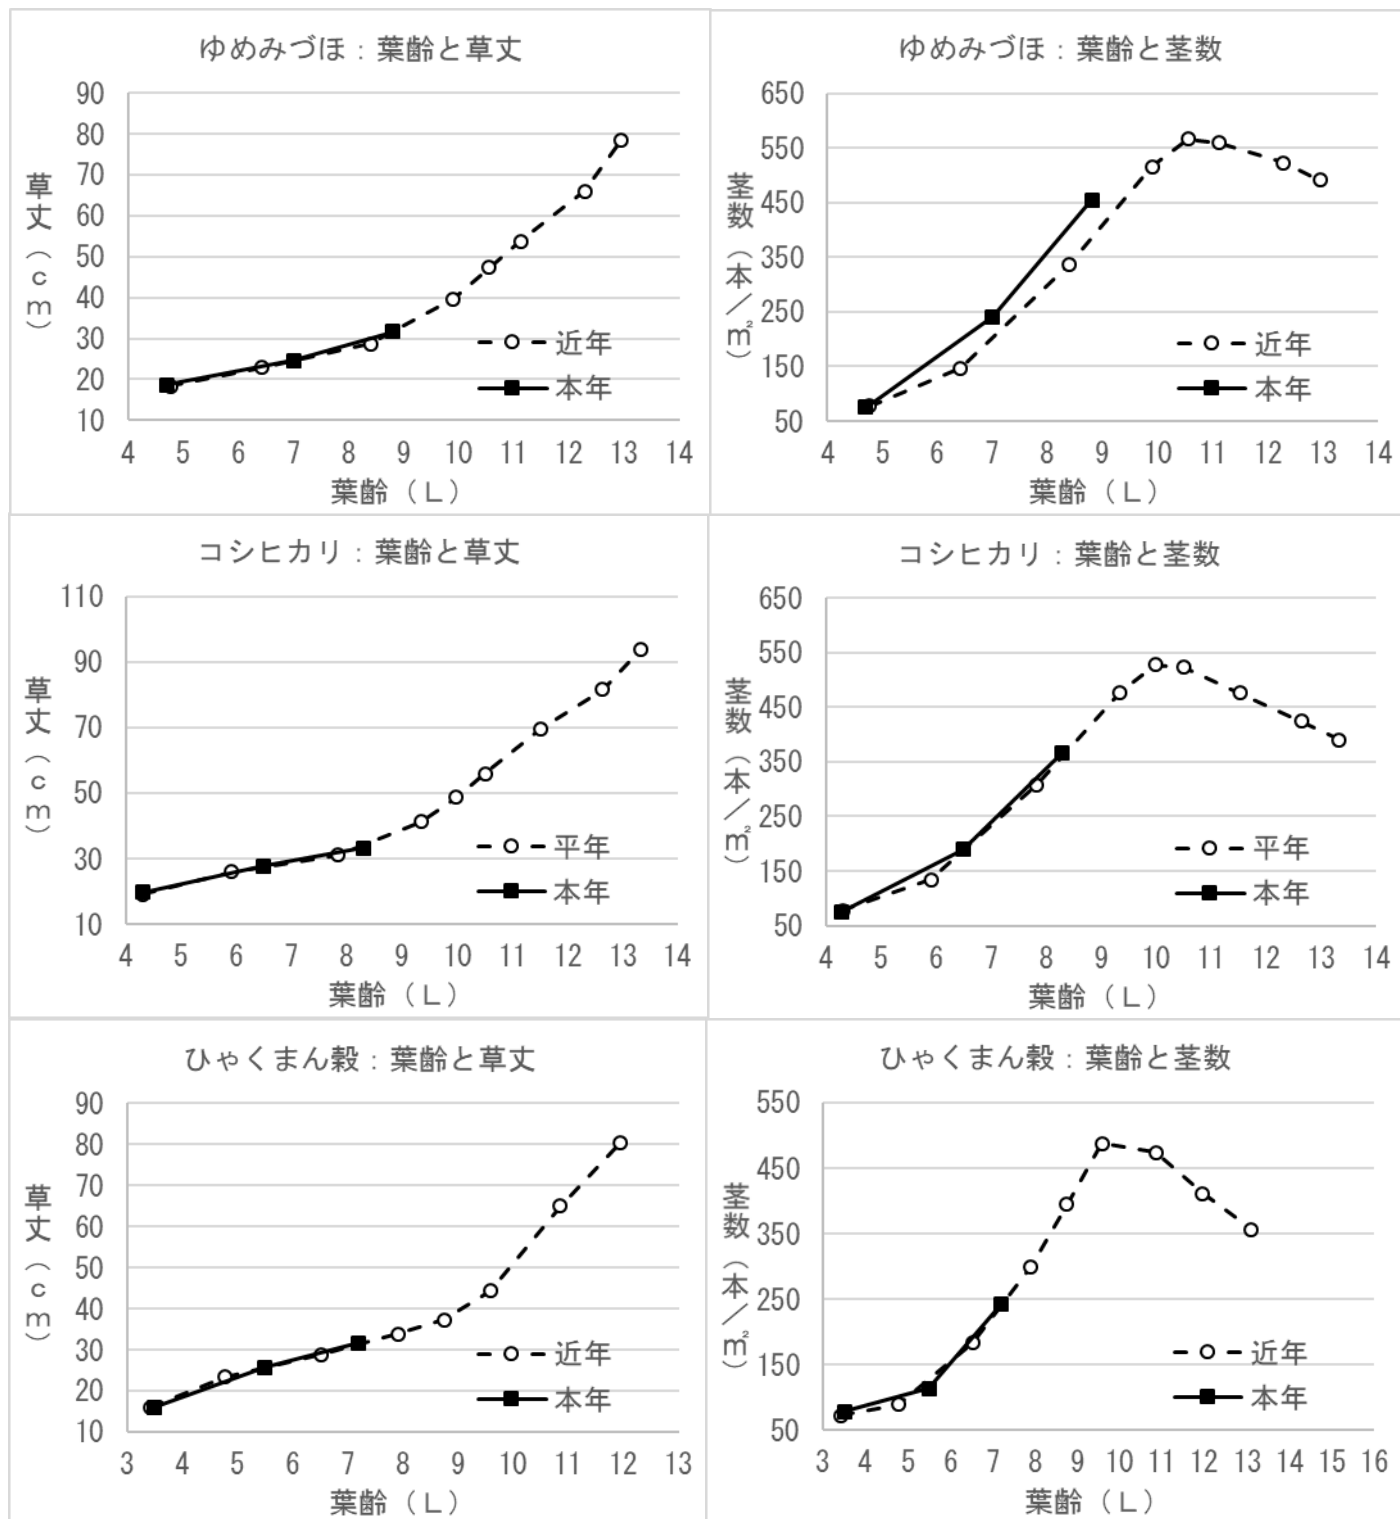 ゆめみづほ：葉齢と草丈
90
80
70
60
50
40
30
20
10
草丈（ｃｍ）
近年
本年
4 5 6 7 8 9 10 11 12 13 14
葉齢（Ｌ）
ゆめみづほ：葉齢と茎数
650
550
450
350
250
150
50
茎数（本／㎡）
近年
本年
4 5 6 7 8 9 10 11 12 13 14
葉齢（Ｌ）
コシヒカリ：葉齢と草丈
110
90
70
50
30
10
草丈（ｃｍ）
平年
本年
4 5 6 7 8 9 10 11 12 13 14
葉齢（Ｌ）
コシヒカリ：葉齢と茎数
650
550
450
350
250
150
50
茎数（本／㎡）
平年
本年
4 5 6 7 8 9 10 11 12 13 14
葉齢（Ｌ）
ひゃくまん穀：葉齢と草丈
90
80
70
60
50
40
30
20
10
草丈（ｃｍ）
近年
本年
3 4 5 6 7 8 9 10 11 12 13
葉齢（Ｌ）
ひゃくまん穀：葉齢と茎数
550
450
350
250
150
50
茎数（本／㎡）
近年
本年
3 4 5 6 7 8 9 10 11 12 13 14 15 16
葉齢（Ｌ）